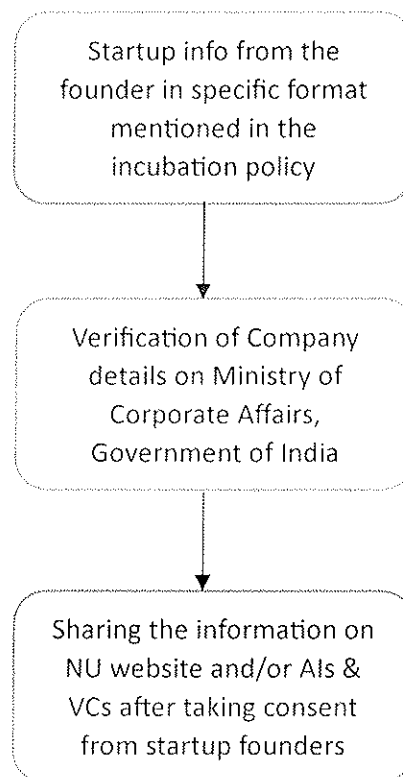 Startup info from the
founder in specific format
mentioned in the
incubation policy
Verification of Company
details on Ministry of
Corporate Affairs,
Government of India
Sharing the information on
NU website and/or AIs &
VCs after taking consent
from startup founders